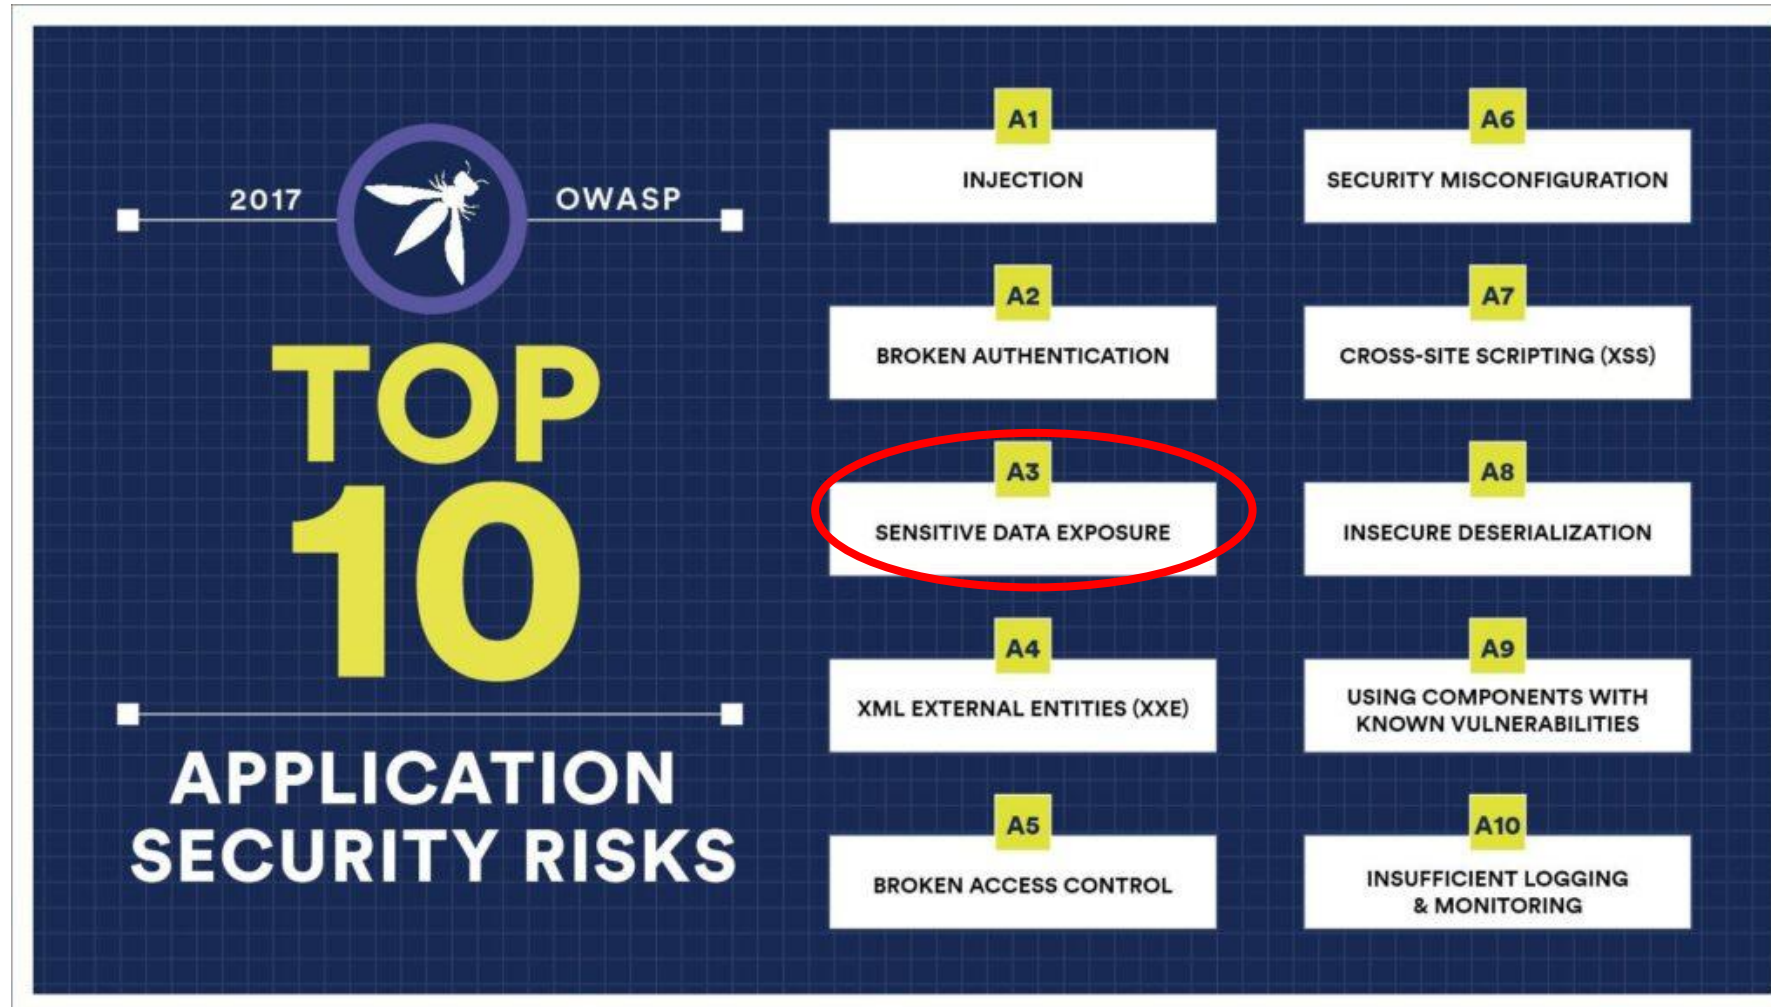 2017 OWASP
TOP
10
APPLICATION
SECURITY RISKS
A1
INJECTION
A2
BROKEN AUTHENTICATION
A3
SENSITIVE DATA EXPOSURE
A4
XML EXTERNAL ENTITIES (XXE)
A5
BROKEN ACCESS CONTROL
A6
SECURITY MISCONFIGURATION
A7
CROSS-SITE SCRIPTING (XSS)
A8
INSECURE DESERIALIZATION
A9
USING COMPONENTS WITH
KNOWN VULNERABILITIES
A10
INSUFFICIENT LOGGING
& MONITORING